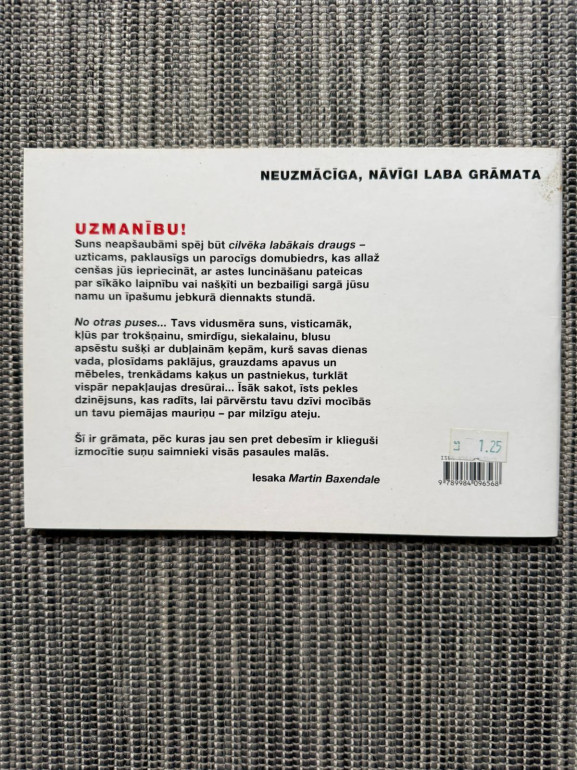 NEUZMĀCĪGA, NĀVĪGI LABA GRĀMATA
UZMANĪBU!
Suns neapšaubāmi spēj būt cilvēka labākais draugs –
uzticams, paklausīgs un parocīgs domubiedrs, kas allaž
cenšas jūs iepriecināt, ar astes luncināšanu pateicas
par sīkāko laipnību vai našķīti un bezbailīgi sargā jūsu
namu un īpašumu jebkurā diennakts stundā.
No otras puses... Tavs vidusmēra suns, visticamāk,
kļūs par trokšņainu, smirdīgu, siekalainu, blusu
apsēstu sušķi ar dubļainām ķepām, kurš savas dienas
vada, plosīdams paklājus, grauzdams apavus un
mēbeles, trenkādams kaķus un pastniekus, turklāt
vispār nepakļaujas dresūrai... Īsāk sakot, īsts pekles
dzinējsuns, kas radīts, lai pārvērstu tavu dzīvi mocībās
un tavu piemājas mauriņu – par milzīgu ateju.
Šī ir grāmata, pēc kuras jau sen pret debesīm ir klieguši
izmocītie suņu saimnieki visās pasaules malās.
Iesaka Martin Baxendale
1.25
9 789984 096568